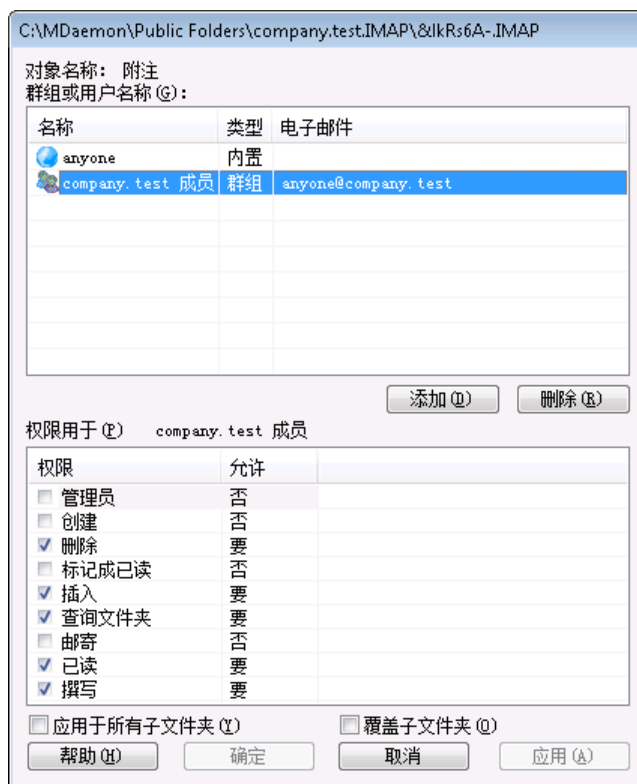 C:\MDaemon\Public Folders\company.test.IMAP\&lkRs6A-.IMAP
对象名称: 附注
群组或用户名称(G):
名称 类型 电子邮件
anyone 内置
company.test 成员 群组 anyone@company.test
添加(D) 删除(R)
权限用于(P) company.test 成员
权限 允许
管理员 否
创建 否
删除 要
标记成已读 否
插入 要
查询文件夹 要
邮寄 否
已读 要
撰写 要
应用于所有子文件夹(Y) 覆盖子文件夹(O)
帮助(H) 确定 取消 应用(A)